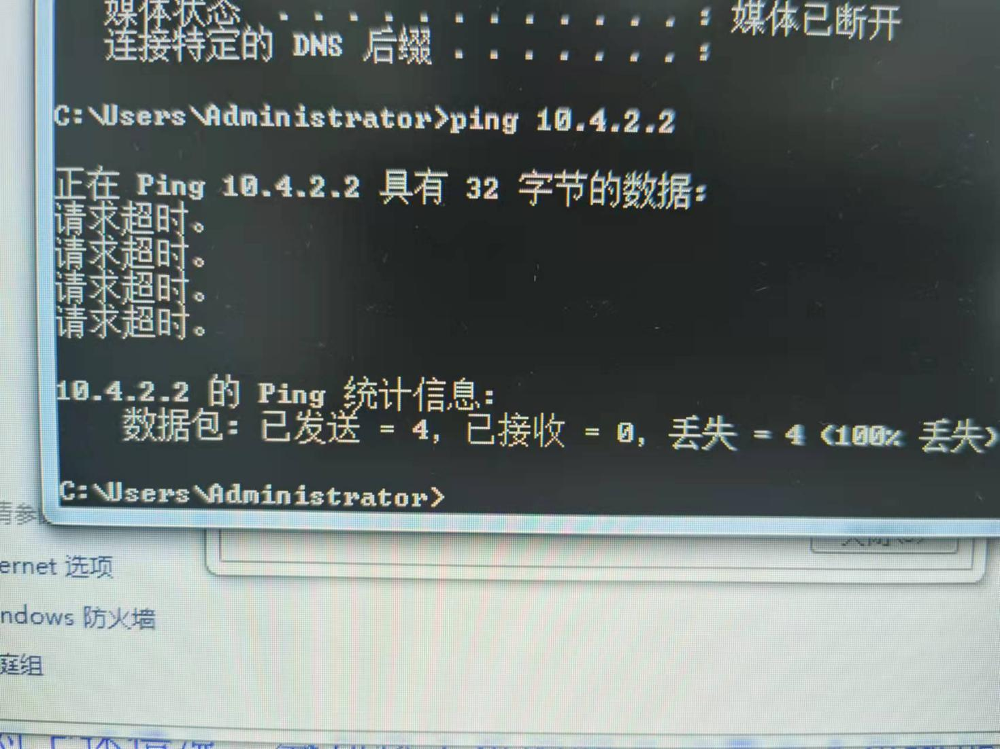 媒体状态 . . . . . . . . . . . . : 媒体已断开
连接特定的 DNS 后缀 . . . . . . . :
C:\Users\Administrator>ping 10.4.2.2
正在 Ping 10.4.2.2 具有 32 字节的数据:
请求超时。
请求超时。
请求超时。
请求超时。
10.4.2.2 的 Ping 统计信息:
数据包: 已发送 = 4, 已接收 = 0, 丢失 = 4 (100% 丢失)
C:\Users\Administrator>
请参
ernet 选项
ndows 防火墙
庭组